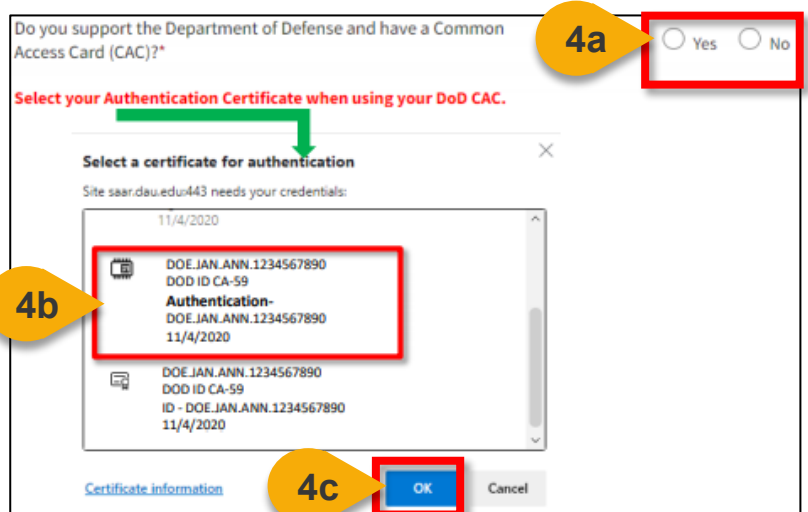 Do you support the Department of Defense and have a Common
Access Card (CAC)?*
4a
Yes No
Select your Authentication Certificate when using your DoD CAC.
Select a certificate for authentication
Site saar.dau.edu:443 needs your credentials:
11/4/2020
4b
DOE.JAN.ANN.1234567890
DOD ID CA-59
Authentication-
DOE.JAN.ANN.1234567890
11/4/2020
DOE.JAN.ANN.1234567890
DOD ID CA-59
ID - DOE.JAN.ANN.1234567890
11/4/2020
Certificate information
4c
OK
Cancel